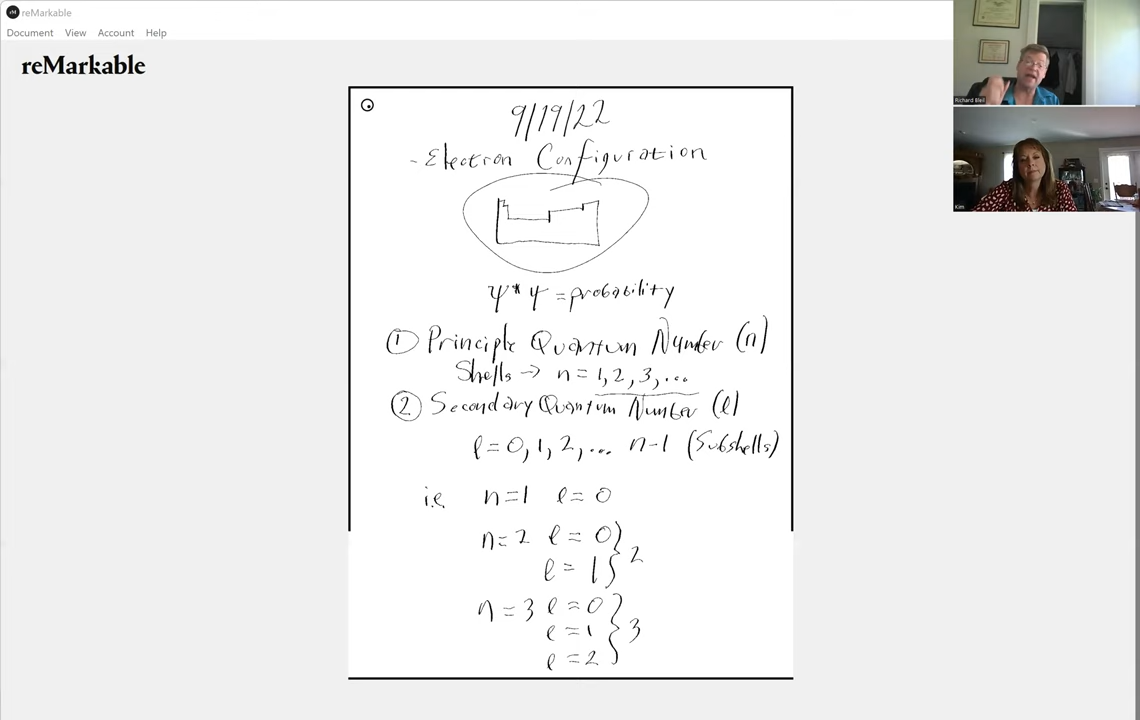 reMarkable
Document View Account Help
reMarkable
9/19/22
- Electron Configuration
ψ* ψ = probability
① Principle Quantum Number (n)
Shells → n = 1, 2, 3, ...
② Secondary Quantum Number (ℓ)
ℓ = 0, 1, 2, ... n-1 (Subshells)
i.e. n = 1 ℓ = 0
n = 2 ℓ = 0
ℓ = 1 } 2
n = 3 ℓ = 0
ℓ = 1 } 3
ℓ = 2
Richard Bleil
Kim